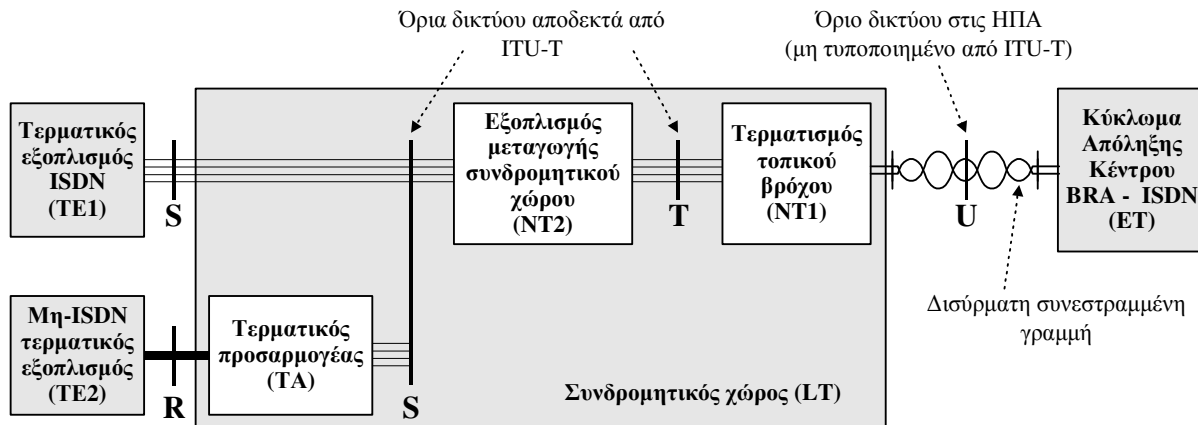 Όρια δικτύου αποδεκτά από
ITU-T
Όριο δικτύου στις ΗΠΑ
(μη τυποποιημένο από ITU-T)
Τερματικός
εξοπλισμός
ISDN
(TE1)
S
Εξοπλισμός
μεταγωγής
συνδρομητικού
χώρου
(NT2)
T
Τερματισμός
τοπικού
βρόχου
(NT1)
U
Κύκλωμα
Απόληξης
Κέντρου
BRA - ISDN
(ET)
Δισύρματη συνεστραμμένη
γραμμή
Μη-ISDN
τερματικός
εξοπλισμός
(TE2)
R
Τερματικός
προσαρμογέας
(TA)
S
Συνδρομητικός χώρος (LT)